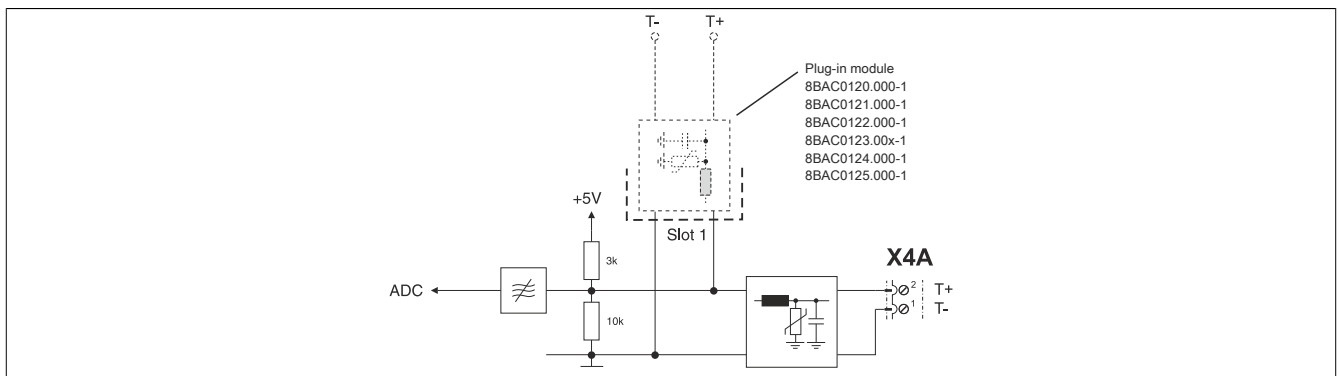 T- T+
Plug-in module
8BAC0120.000-1
8BAC0121.000-1
8BAC0122.000-1
8BAC0123.00x-1
8BAC0124.000-1
8BAC0125.000-1
+5V
Slot 1
3k
X4A
ADC
2 T+
1 T-
10k